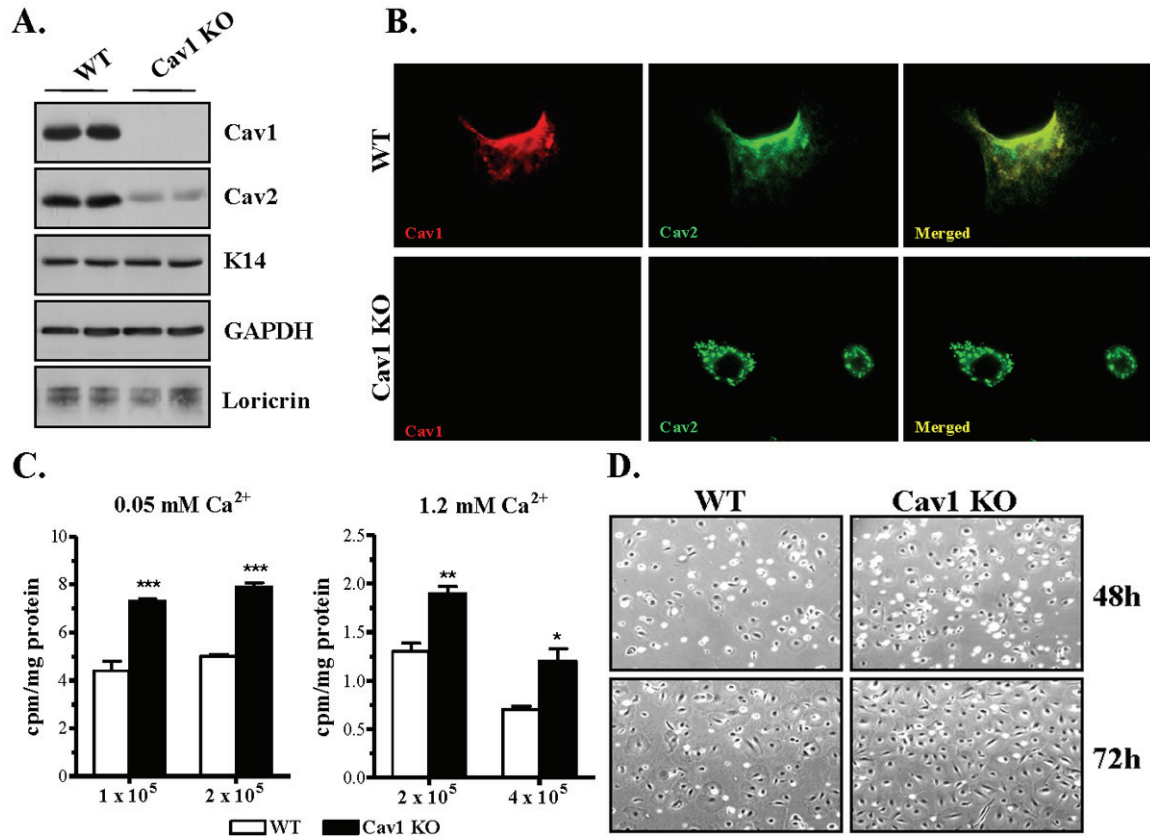 A.
WT Cav1 KO
Cav1
Cav2
K14
GAPDH
Loricrin
B.
WT
Cav1
Cav2
Merged
Cav1 KO
Cav1
Cav2
Merged
C.
0.05 mM Ca²⁺
cpm/mg protein
10
8
6
4
2
0
***
***
1 x 10⁵ 2 x 10⁵
1.2 mM Ca²⁺
cpm/mg protein
2.5
2.0
1.5
1.0
0.5
0.0
**
*
2 x 10⁵ 4 x 10⁵
WT Cav1 KO
D.
WT Cav1 KO
48h
72h